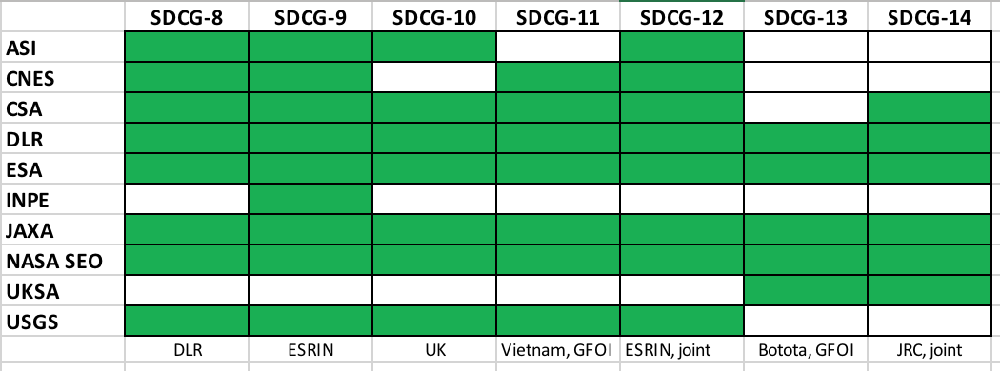 SDCG-8 SDCG-9 SDCG-10 SDCG-11 SDCG-12 SDCG-13 SDCG-14
ASI
CNES
CSA
DLR
ESA
INPE
JAXA
NASA SEO
UKSA
USGS
DLR ESRIN UK Vietnam, GFOI ESRIN, joint Botota, GFOI JRC, joint